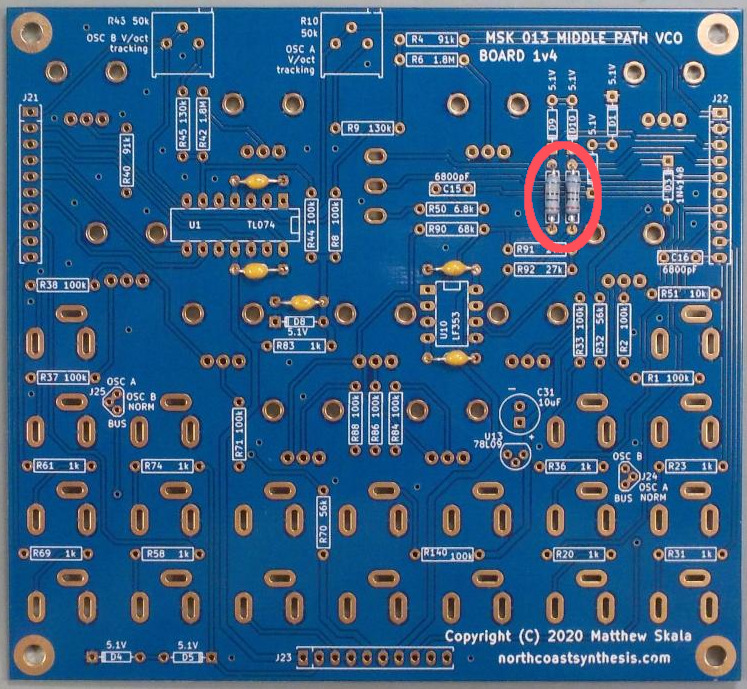 R43 50k
OSC B V/oct
tracking
R10
50k
OSC A
V/oct
tracking
R4 91k
R6 1.8M
MSK 013 MIDDLE PATH VCO
BOARD 1v4
J21
R45 130k
R42 1.8M
R40 91k
R9 130k
5.1V
5.1V
5.1V
D9
D10
D1
5.1V
J22
D3
1N4148
6800pF
C15
R50 6.8k
R90 68k
U1 TL074
R44 100k
R8 100k
R91
R92 27k
C16
6800pF
R38 100k
R51 10k
D8
5.1V
R83 1k
U10
LF353
R33 100k
R32 56k
R2 100k
R37 100k
R1 100k
J25
OSC A
OSC B
NORM
BUS
R71 100k
R88 100k
R86 100k
R84 100k
C31
10uF
U13
78L09
+
R61 1k
R74 1k
R36 1k
OSC B
J24
OSC A
NORM
BUS
R23 1k
R70 56k
R69 1k
R58 1k
R140 100k
R20 1k
R31 1k
5.1V
D4
5.1V
D5
J23
Copyright (C) 2020 Matthew Skala
northcoastsynthesis.com